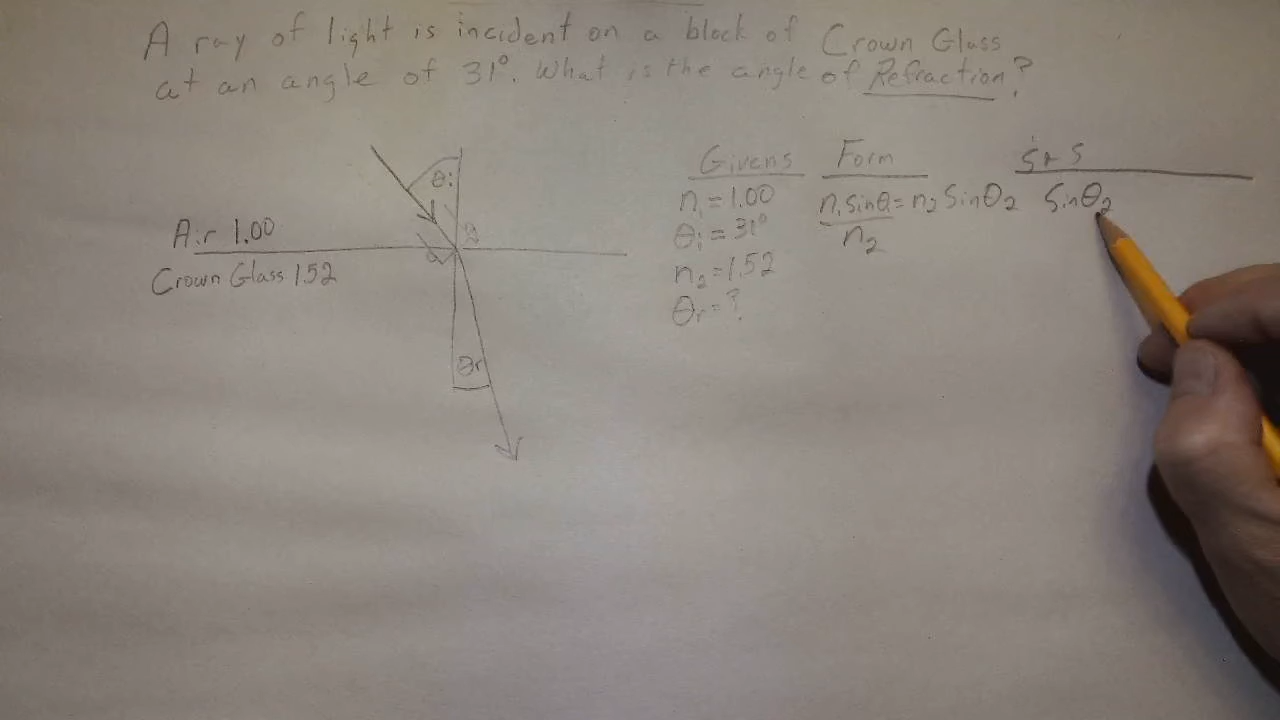 A ray of light is incident on a block of Crown Glass
at an angle of 31°. What is the angle of Refraction?
Givens Form S+S
n₁ = 1.00 n₁ sinθ₁ = n₂ Sinθ₂ Sinθ₂
n₂
θi = 31°
n₂ = 1.52
θr = ?
θi
Air 1.00
Crown Glass 1.52
θr